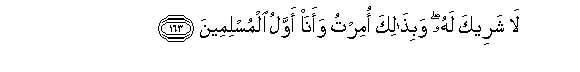 لَا شَرِيكَ لَهُۥ ۖ وَبِذَٰلِكَ أُمِرْتُ وَأَنَا۠ أَوَّلُ ٱلْمُسْلِمِينَ ۝١٦٣